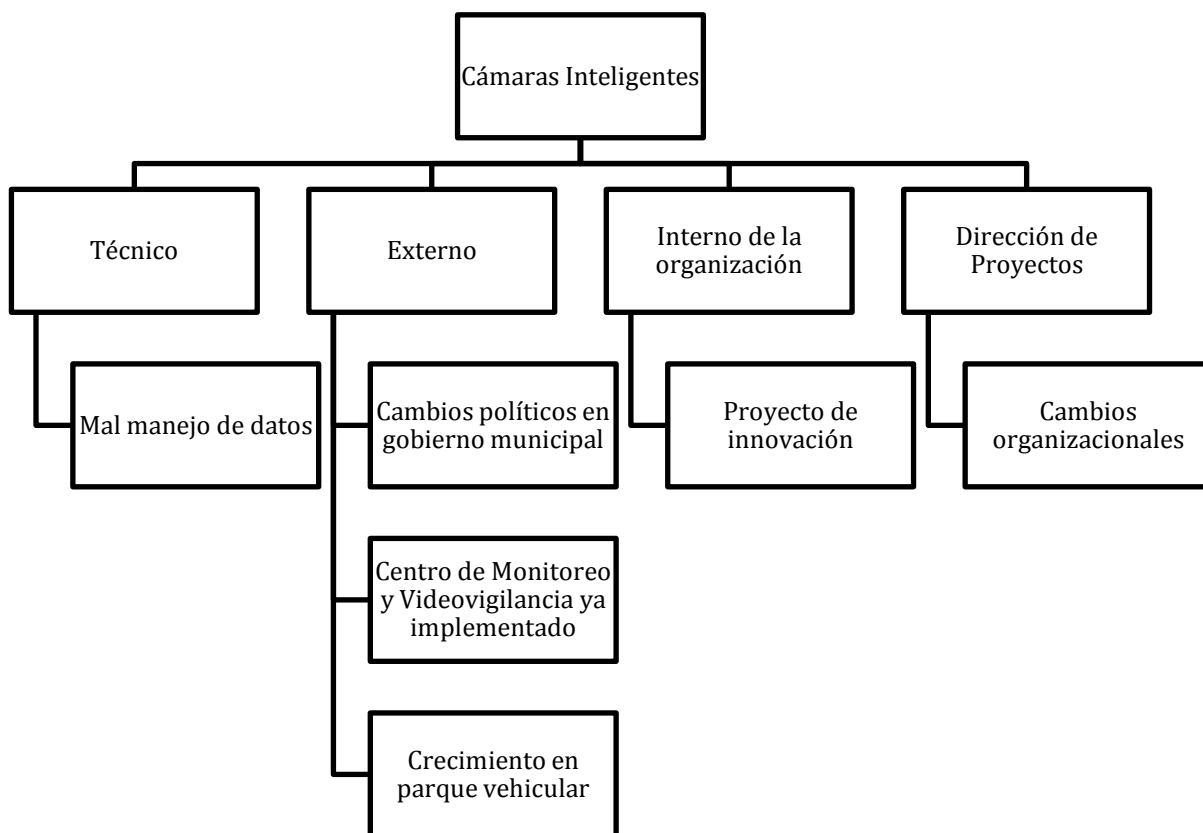 Cámaras Inteligentes
Técnico
Externo
Interno de la
organización
Dirección de
Proyectos
Mal manejo de datos
Cambios políticos en
gobierno municipal
Proyecto de
innovación
Cambios
organizacionales
Centro de Monitoreo
y Videovigilancia ya
implementado
Crecimiento en
parque vehicular